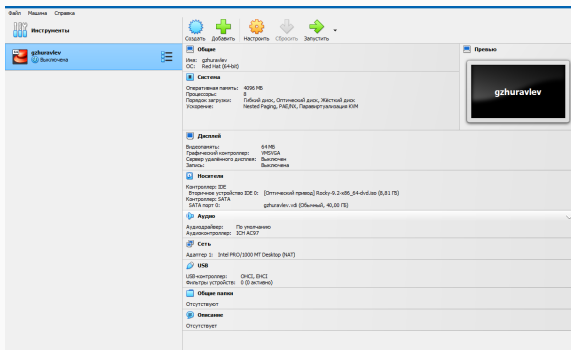 Файл Машина Справка
Инструменты
Создать Добавить Настроить Сбросить Запустить
gzhuravlev
Выключена
Общие
Имя: gzhuravlev
ОС: Red Hat (64-bit)
Превью
gzhuravlev
Система
Оперативная память: 4096 МБ
Процессоры: 8
Порядок загрузки: Гибкий диск, Оптический диск, Жёсткий диск
Ускорение: Nested Paging, PAE/NX, Паравиртуализация KVM
Дисплей
Видеопамять: 64 МБ
Графический контроллер: VMSVGA
Сервер удалённого дисплея: Выключен
Запись: Выключена
Носители
Контроллер: IDE
Вторичное устройство IDE 0: [Оптический привод] Rocky-9.2-x86_64-dvd.iso (8,81 ГБ)
Контроллер: SATA
SATA порт 0: gzhuravlev.vdi (Обычный, 40,00 ГБ)
Аудио
Аудиодрайвер: По умолчанию
Аудиоконтроллер: ICH AC97
Сеть
Адаптер 1: Intel PRO/1000 MT Desktop (NAT)
USB
USB-контроллер: OHCI, EHCI
Фильтры устройств: 0 (0 активно)
Общие папки
Отсутствуют
Описание
Отсутствует